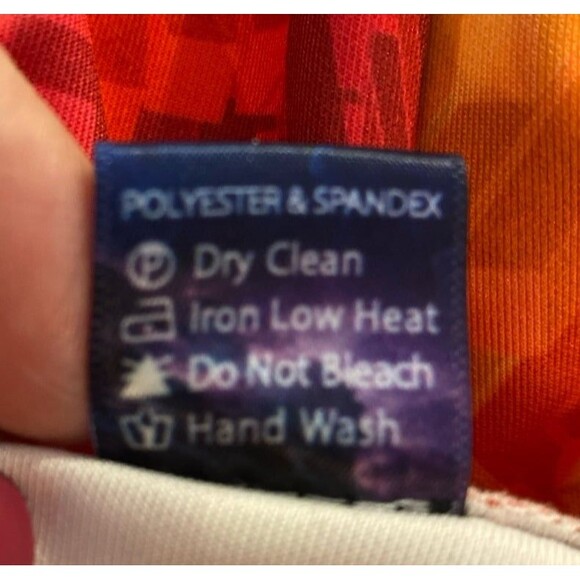 POLYESTER & SPANDEX
P Dry Clean
Iron Low Heat
Do Not Bleach
Hand Wash